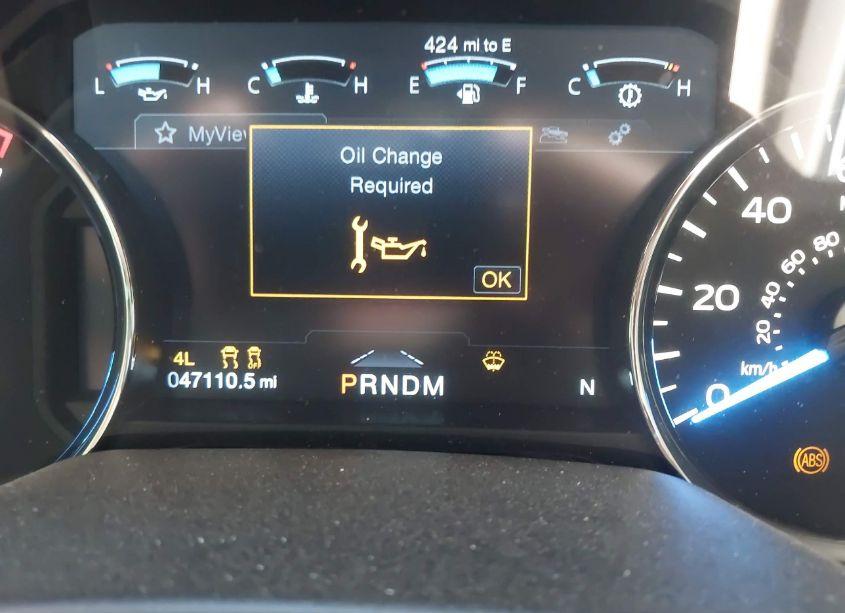 424 mi to E
L H C H E F C H
MyView
Oil Change
Required
OK
4L OFF
047110.5 mi
PRNDM
N
40
20
0
80
60
40
20
km/h
ABS